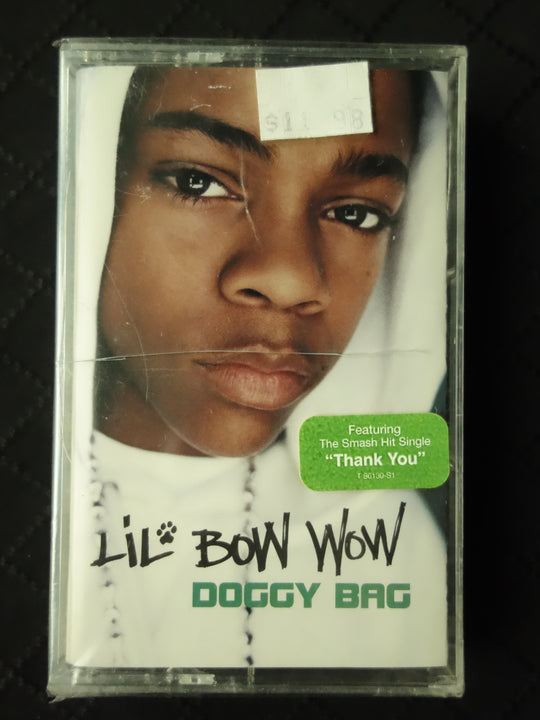 Featuring
The Smash Hit Single
“Thank You”
LiL BOW WOW
DOGGY BAG